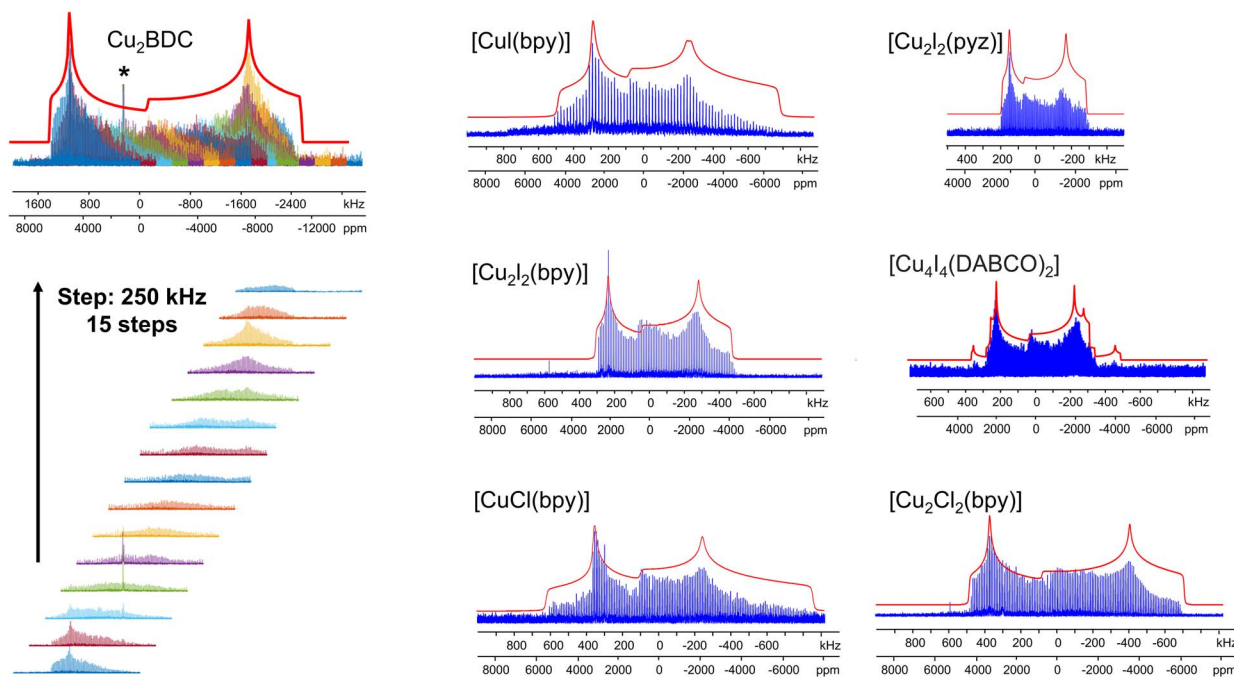 Cu₂BDC
*
1600 800 0 -800 -1600 -2400 kHz
8000 4000 0 -4000 -8000 -12000 ppm
Step: 250 kHz
15 steps
[CuI(bpy)]
800 600 400 200 0 -200 -400 -600 kHz
8000 6000 4000 2000 0 -2000 -4000 -6000 ppm
[Cu₂I₂(pyz)]
400 200 0 -200 kHz
4000 2000 0 -2000 ppm
[Cu₂I₂(bpy)]
800 600 400 200 0 -200 -400 -600 kHz
8000 6000 4000 2000 0 -2000 -4000 -6000 ppm
[Cu₄I₄(DABCO)₂]
600 400 200 0 -200 -400 -600 kHz
4000 2000 0 -2000 -4000 -6000 ppm
[CuCl(bpy)]
800 600 400 200 0 -200 -400 -600 kHz
8000 6000 4000 2000 0 -2000 -4000 -6000 ppm
[Cu₂Cl₂(bpy)]
800 600 400 200 0 -200 -400 -600 kHz
8000 6000 4000 2000 0 -2000 -4000 -6000 ppm